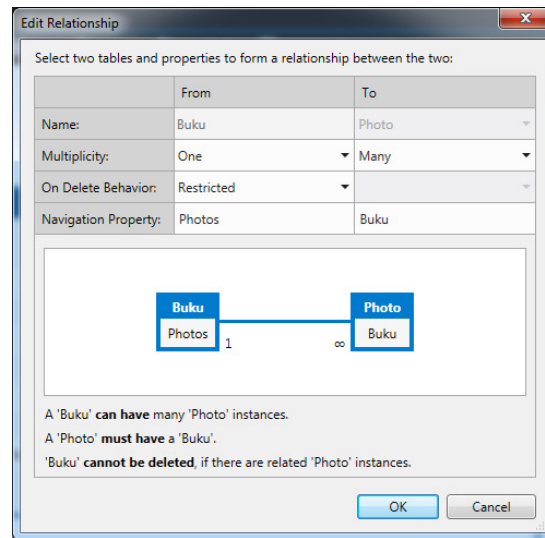 Edit Relationship
x
Select two tables and properties to form a relationship between the two:
From To
Name: Buku Photo
Multiplicity: One Many
On Delete Behavior: Restricted
Navigation Property: Photos Buku
Buku Photo
Photos 1 ∞ Buku
A 'Buku' can have many 'Photo' instances.
A 'Photo' must have a 'Buku'.
'Buku' cannot be deleted, if there are related 'Photo' instances.
OK Cancel